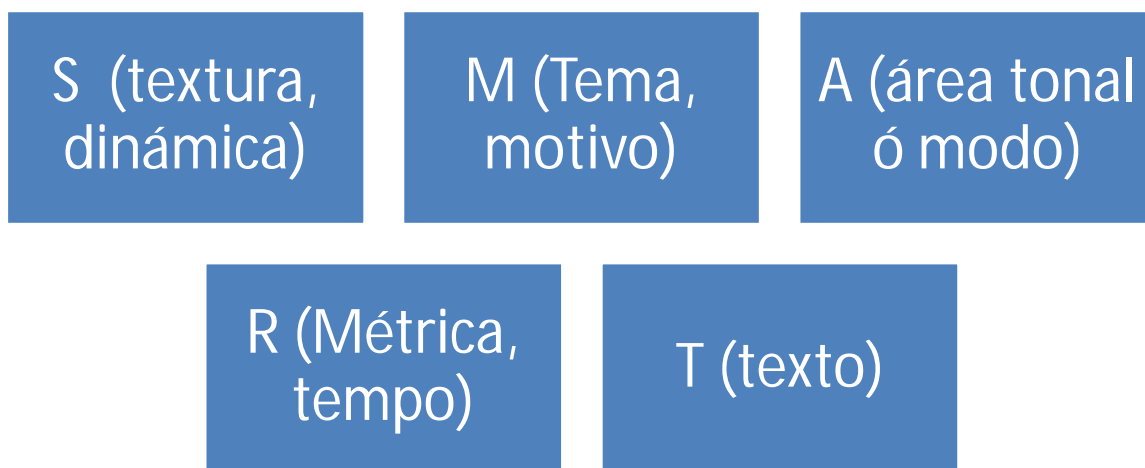 S (textura,
dinámica)
M (Tema,
motivo)
A (área tonal
ó modo)
R (Métrica,
tempo)
T (texto)